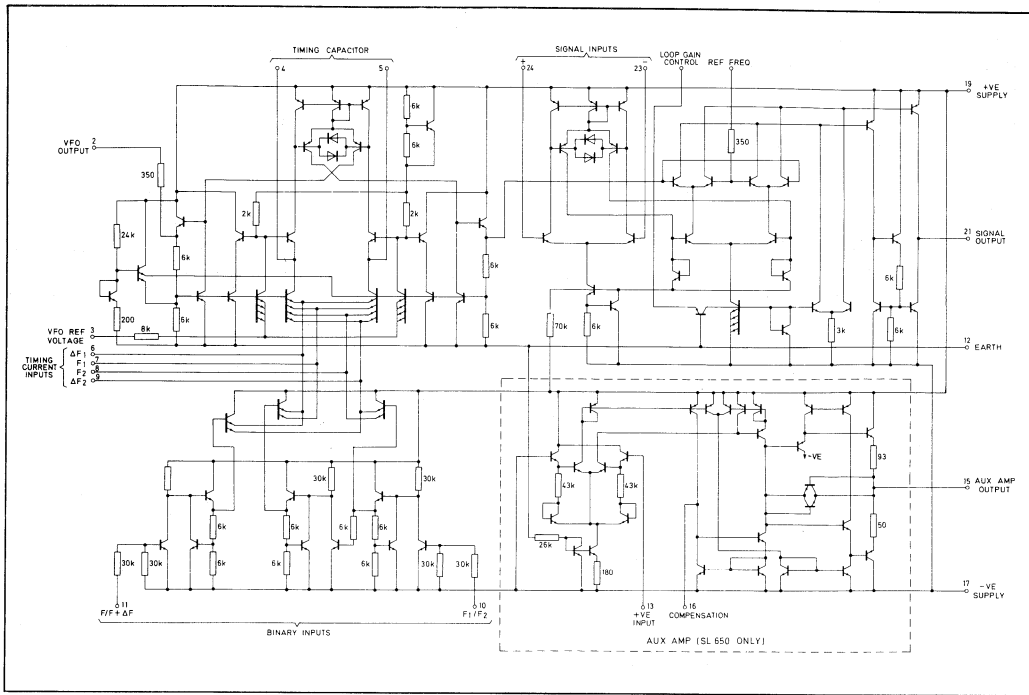 TIMING CAPACITOR
4 5
SIGNAL INPUTS
+ −
24 23
LOOP GAIN
CONTROL
REF FREQ
19 +VE
SUPPLY
6k
6k
VFO
OUTPUT
2
350
350
2k
2k
24k
6k
6k
200
6k
6k
21 SIGNAL
OUTPUT
6k
VFO REF
VOLTAGE
3
8k
70k
6k
3k
6k
12
EARTH
TIMING
CURRENT
INPUTS
ΔF1 6
F1 7
F2 8
ΔF2 9
-VE
93
30k
30k
43k
43k
15 AUX AMP
OUTPUT
6k
6k
6k
6k
50
26k
6k
6k
6k
180
30k
30k
30k
30k
17 -VE
SUPPLY
11
F/F+ΔF
10
F1/F2
13
+VE
INPUT
16
COMPENSATION
BINARY INPUTS
AUX AMP (SL650 ONLY)